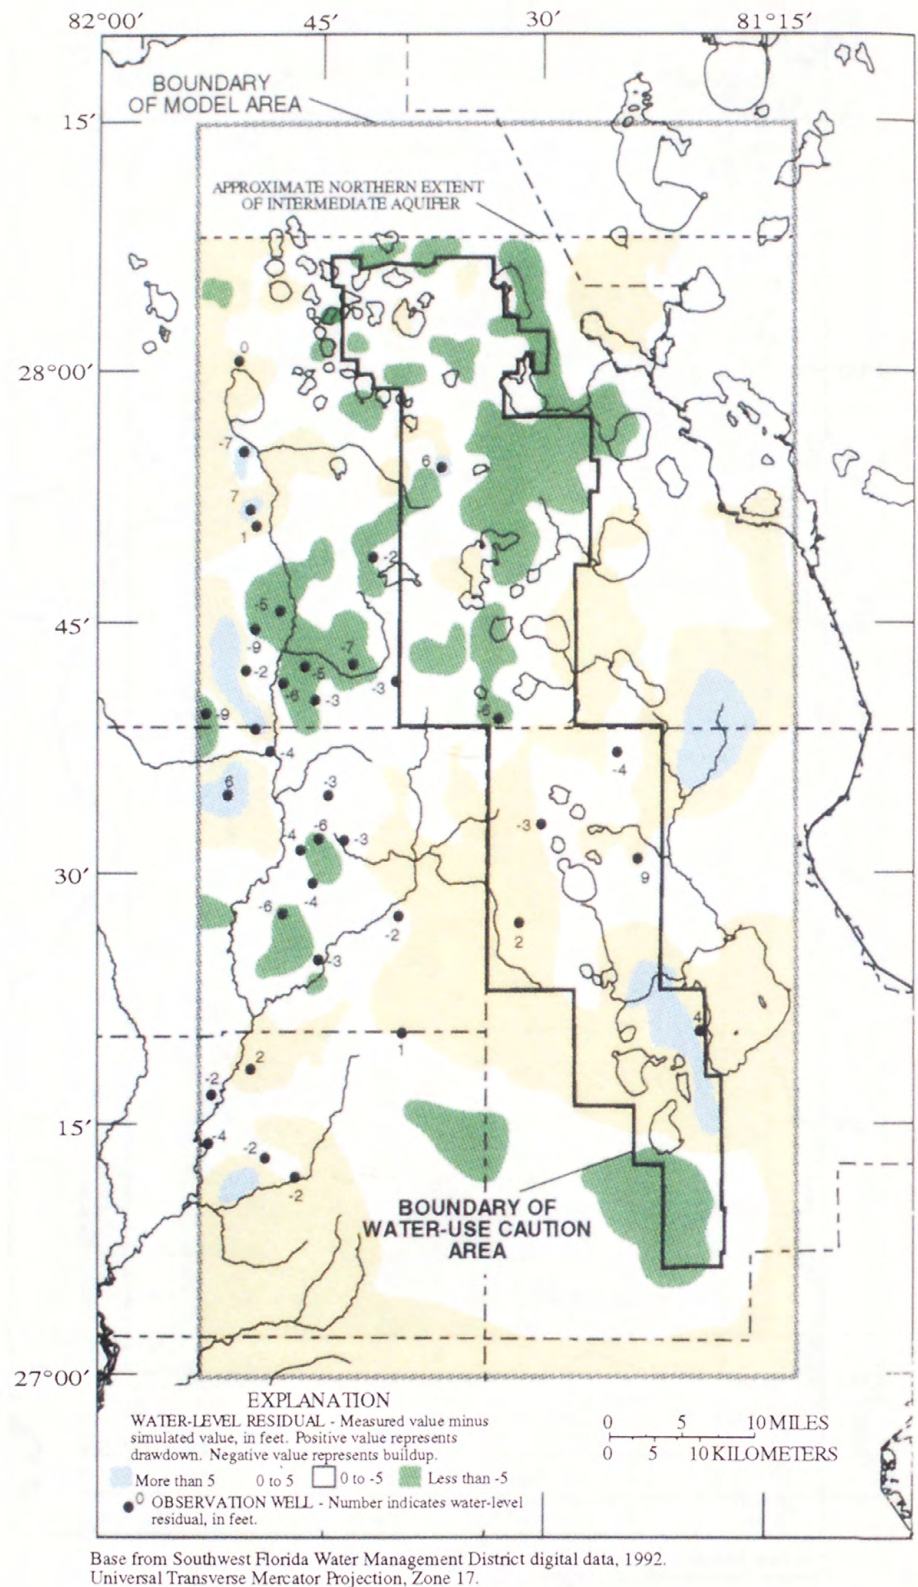 82°00′ 45′ 30′ 81°15′
BOUNDARY
OF MODEL AREA
15′
APPROXIMATE NORTHERN EXTENT
OF INTERMEDIATE AQUIFER
0
28°00′
-7
6
7
1
-2
-5
45′
-9
-7
-2
-5
-6
-3
-3
-9
-6
-4
-4
6
-3
-3
-6
-4
-3
9
30′
-4
-6
-2
2
-3
4
1
2
-2
15′
-4
-2
-2
BOUNDARY OF
WATER-USE CAUTION
AREA
27°00′
EXPLANATION
WATER-LEVEL RESIDUAL - Measured value minus
simulated value, in feet. Positive value represents
drawdown. Negative value represents buildup.
More than 5 0 to 5 0 to -5 Less than -5
0 OBSERVATION WELL - Number indicates water-level
residual, in feet.
0 5 10 MILES
0 5 10 KILOMETERS
Base from Southwest Florida Water Management District digital data, 1992.
Universal Transverse Mercator Projection, Zone 17.